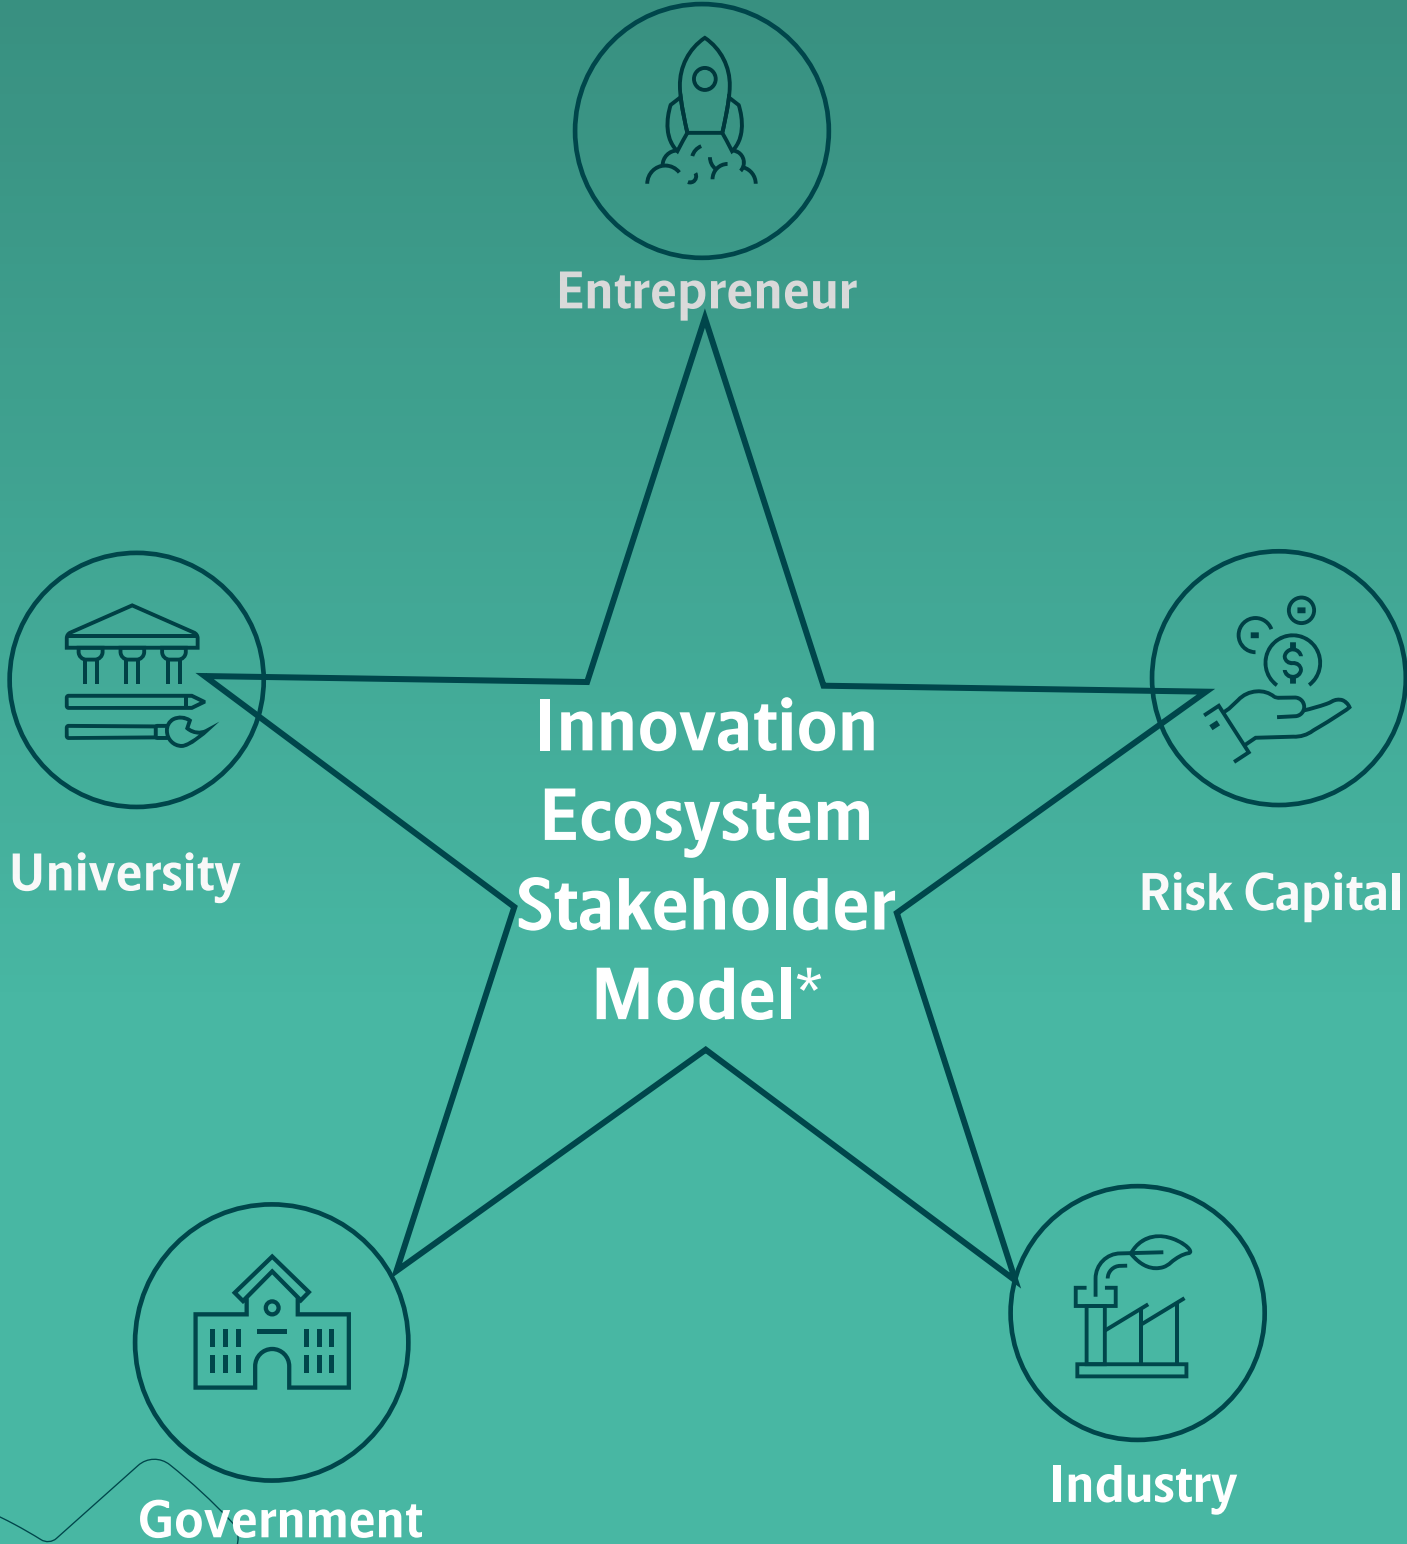 Entrepreneur
Innovation
Ecosystem
Stakeholder
Model*
University
Risk Capital
Government
Industry